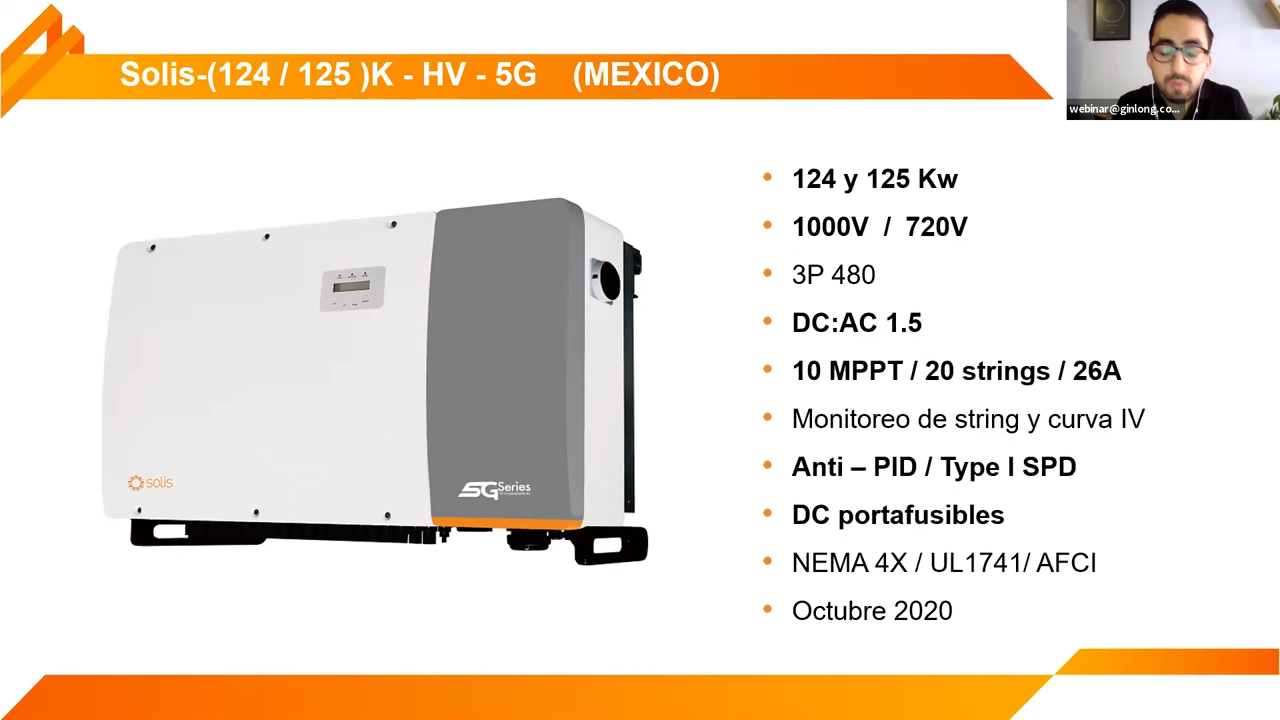 Solis-(124 / 125 )K - HV - 5G (MEXICO)
webinar@ginlong.co...
124 y 125 Kw
1000V / 720V
3P 480
DC:AC 1.5
10 MPPT / 20 strings / 26A
Monitoreo de string y curva IV
Anti – PID / Type I SPD
DC portafusibles
NEMA 4X / UL1741/ AFCI
Octubre 2020
solis
5G Series